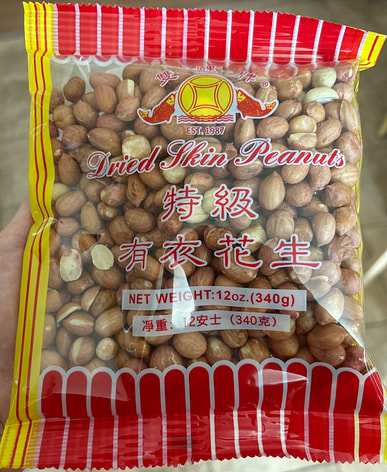 ®
EST. 1987
Dried Skin Peanuts
特級
有衣花生
NET WEIGHT:12oz.(340g)
淨重：12安士（340克）